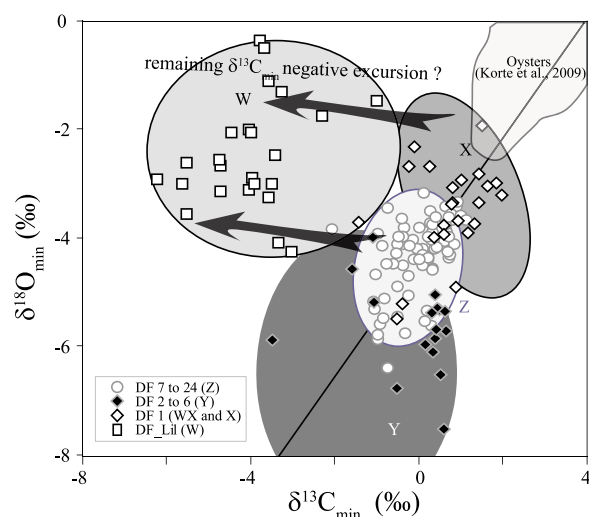 0
Oysters
(Korte et al., 2009)
remaining δ¹³Cmin negative excursion ?
W
X
-2
-4
Z
-6
Y
-8
DF 7 to 24 (Z)
DF 2 to 6 (Y)
DF 1 (WX and X)
DF_Lil (W)
-8 -4 0 4
δ¹⁸Omin (‰)
δ¹³Cmin (‰)